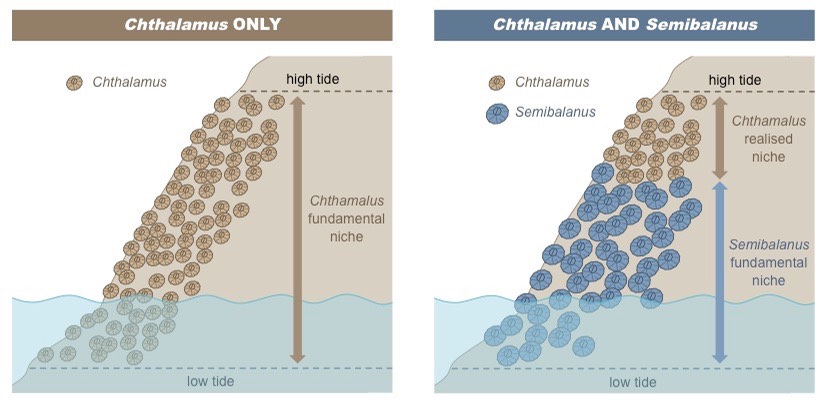 Chthalamus ONLY
Chthalamus
high tide
Chthamalus
fundamental
niche
low tide
Chthalamus AND Semibalanus
Chthalamus
Semibalanus
high tide
Chthamalus
realised
niche
Semibalanus
fundamental
niche
low tide